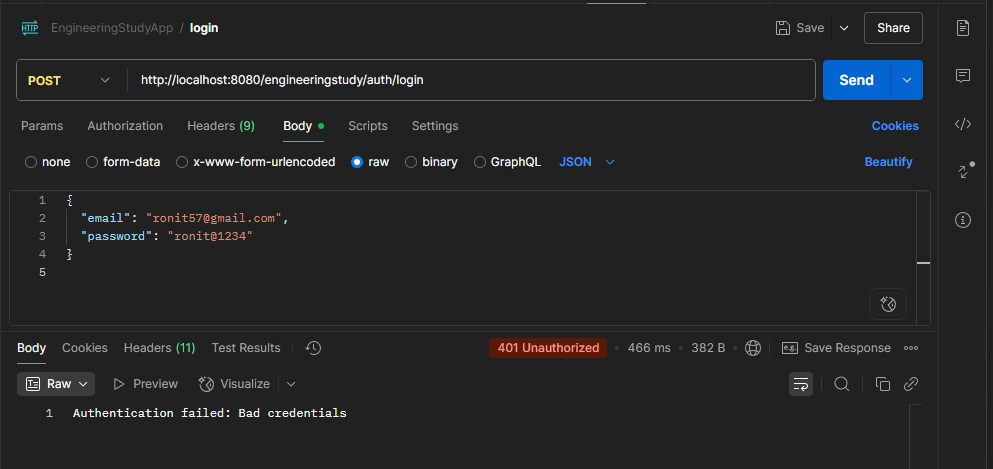 HTTP EngineeringStudyApp / login Save Share
POST http://localhost:8080/engineeringstudy/auth/login Send
Params Authorization Headers (9) Body Scripts Settings Cookies
none form-data x-www-form-urlencoded raw binary GraphQL JSON Beautify
1 {
2 "email": "ronit57@gmail.com",
3 "password": "ronit@1234"
4 }
5
Body Cookies Headers (11) Test Results 401 Unauthorized • 466 ms • 382 B e.g. Save Response
Raw Preview Visualize
1 Authentication failed: Bad credentials